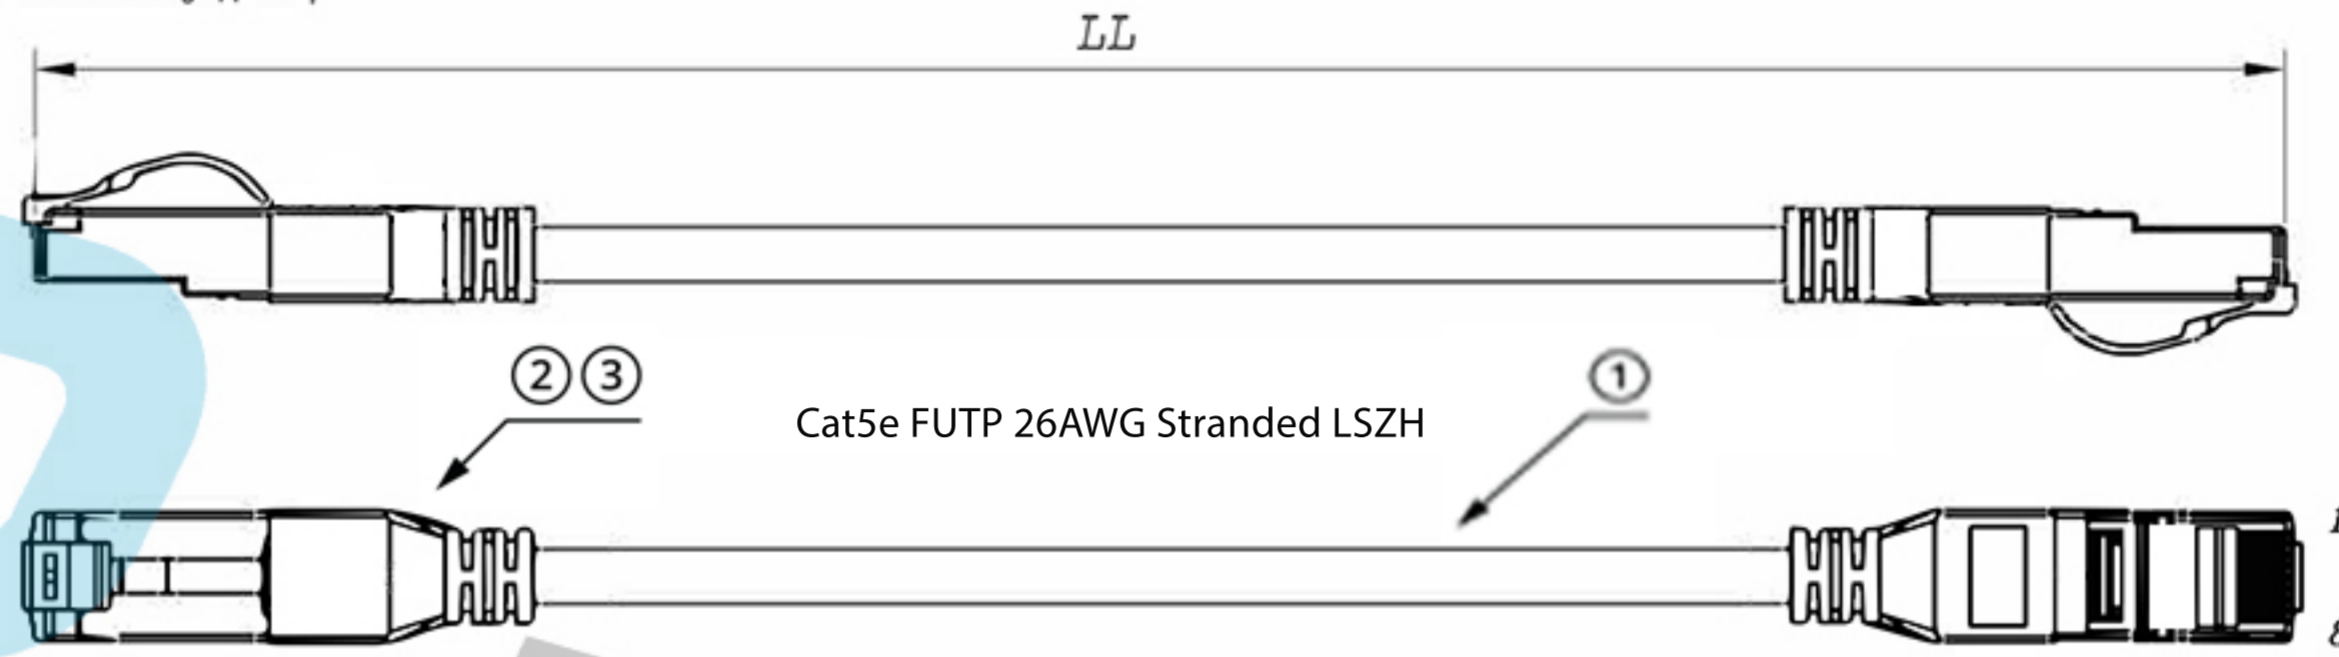 LL
② ③
①
Cat5e FUTP 26AWG Stranded LSZH